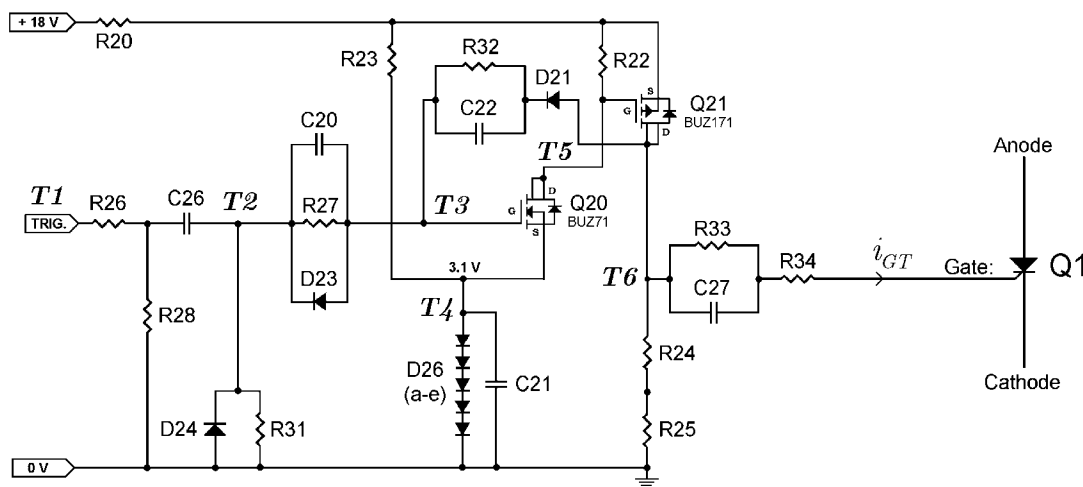 + 18 V
R20
R23
R32
D21
R22
C22
S
G
D
Q21
BUZ171
C20
T5
Anode
T1
R26
C26
T2
R27
T3
D
G
S
Q20
BUZ71
TRIG.
R33
R34
i_GT
Gate:
Q1
3.1 V
T6
D23
T4
C27
R28
D26
(a-e)
C21
R24
Cathode
D24
R31
R25
0 V